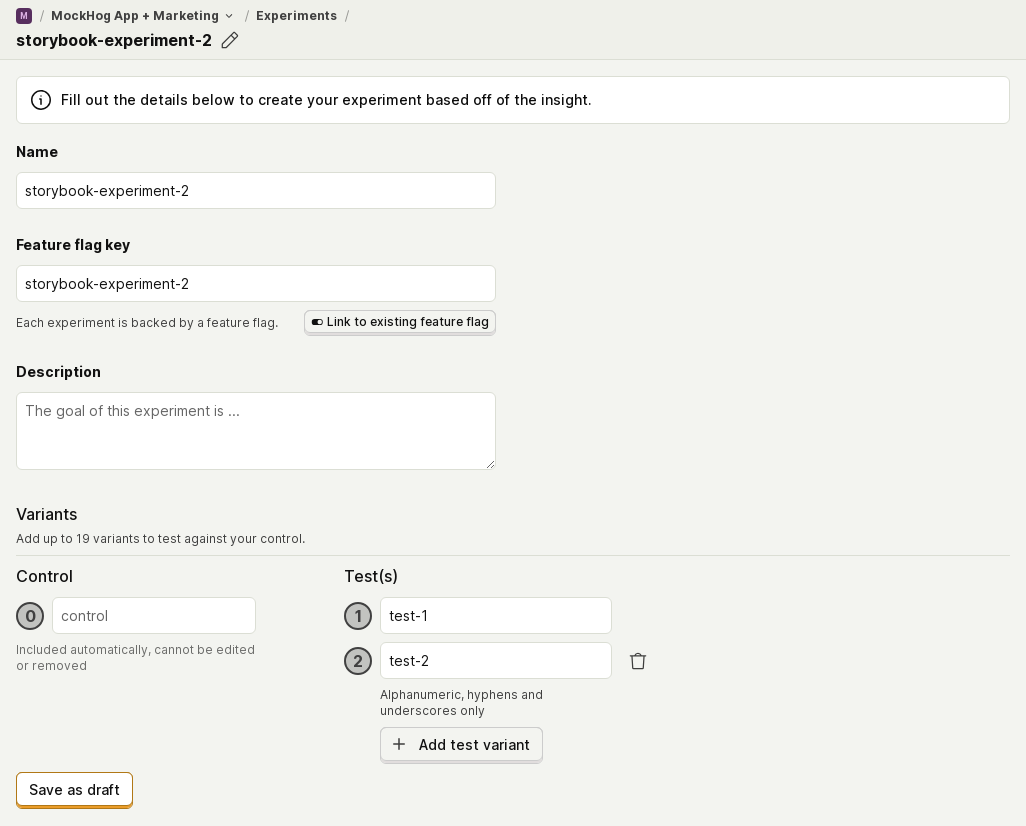 M / MockHog App + Marketing / Experiments /
storybook-experiment-2
Fill out the details below to create your experiment based off of the insight.
Name
storybook-experiment-2
Feature flag key
storybook-experiment-2
Each experiment is backed by a feature flag. Link to existing feature flag
Description
The goal of this experiment is ...
Variants
Add up to 19 variants to test against your control.
Control
Test(s)
0 control
Included automatically, cannot be edited
or removed
1 test-1
2 test-2
Alphanumeric, hyphens and
underscores only
Add test variant
Save as draft